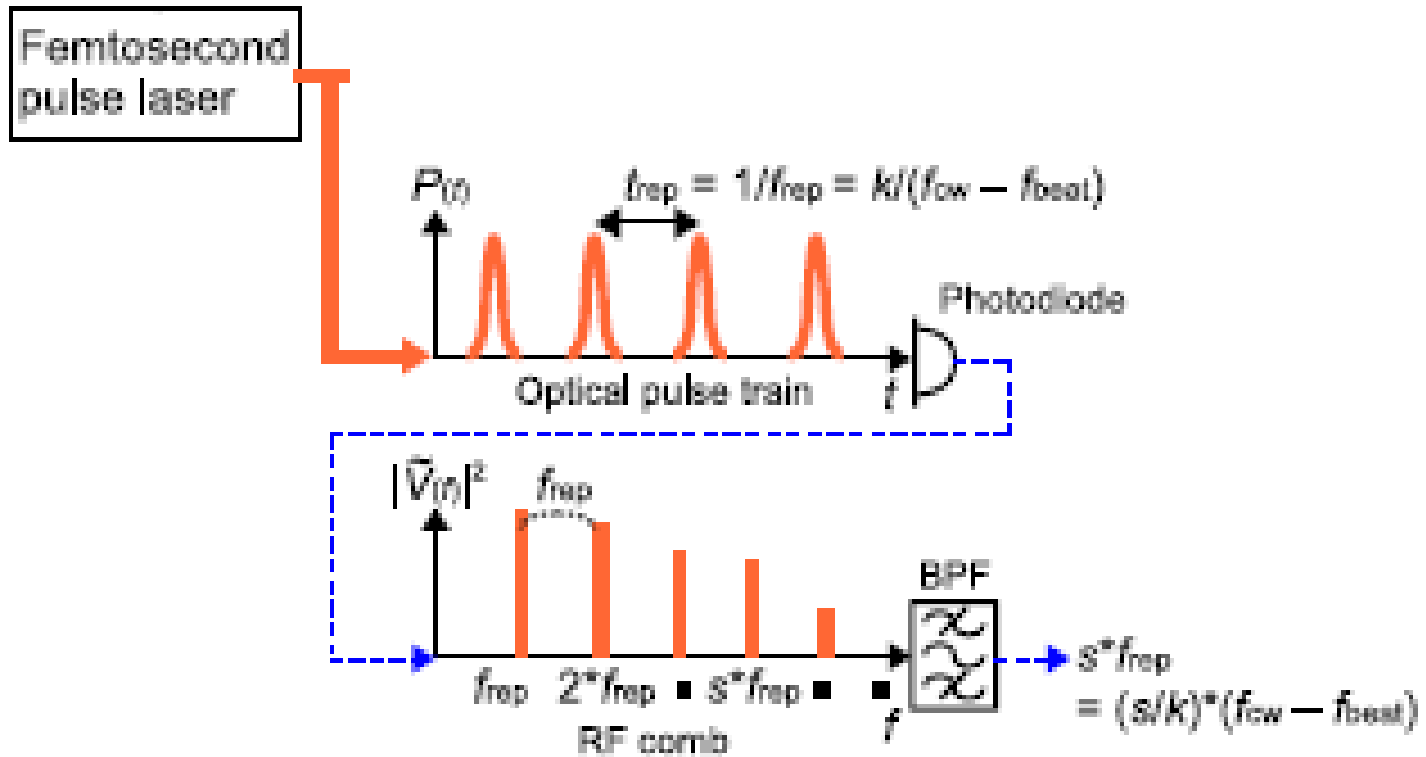 Femtosecond
pulse laser
P(t)
trep = 1/frep = k/(fcw — fbeat)
Photodiode
Optical pulse train
t
|Ṽ(f)|²
frep
BPF
frep 2*frep ■ s*frep ■ ■
f
RF comb
s*frep
= (s/k)*(fcw — fbeat)